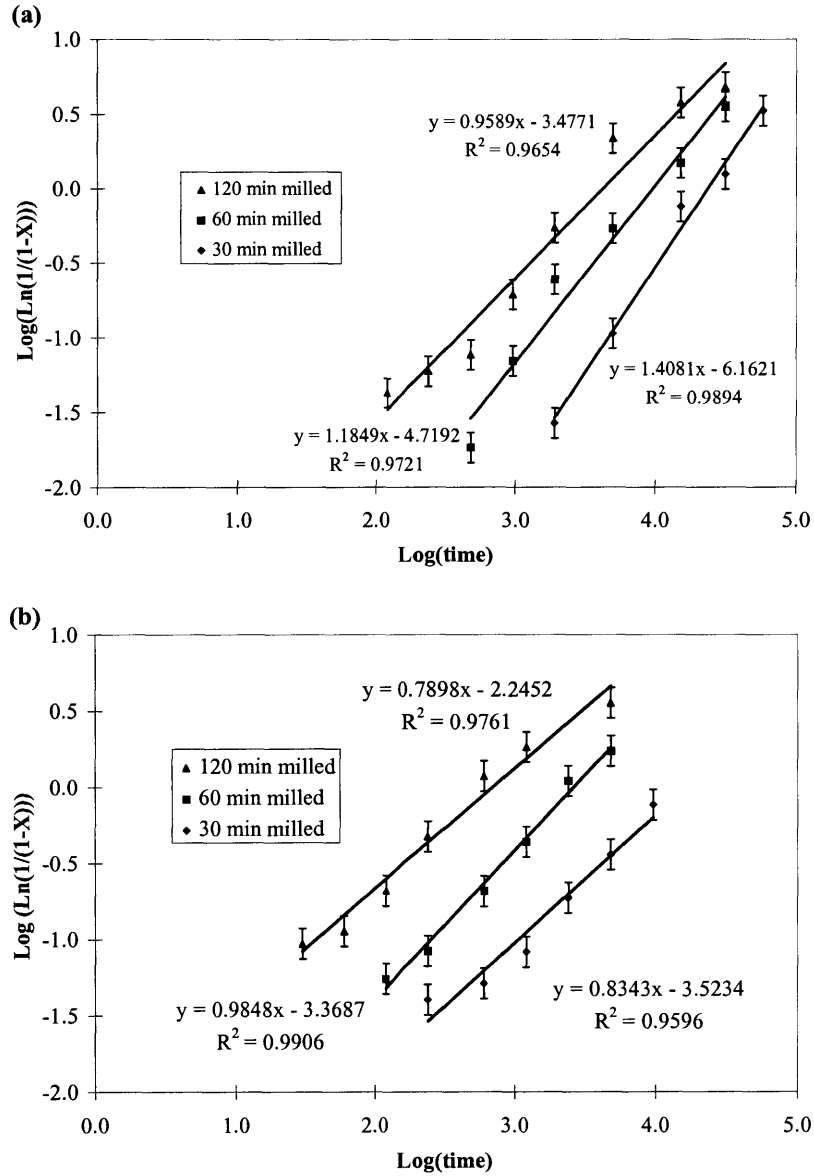 (a)
1.0
0.5
0.0
-0.5
-1.0
-1.5
-2.0
Log(Ln(1/(1-X)))
y = 0.9589x - 3.4771
R² = 0.9654
▲ 120 min milled
■ 60 min milled
◆ 30 min milled
y = 1.4081x - 6.1621
R² = 0.9894
y = 1.1849x - 4.7192
R² = 0.9721
0.0 1.0 2.0 3.0 4.0 5.0
Log(time)
(b)
1.0
0.5
0.0
-0.5
-1.0
-1.5
-2.0
Log (Ln(1/(1-X)))
y = 0.7898x - 2.2452
R² = 0.9761
▲ 120 min milled
■ 60 min milled
◆ 30 min milled
y = 0.9848x - 3.3687
R² = 0.9906
y = 0.8343x - 3.5234
R² = 0.9596
0.0 1.0 2.0 3.0 4.0 5.0
Log(time)